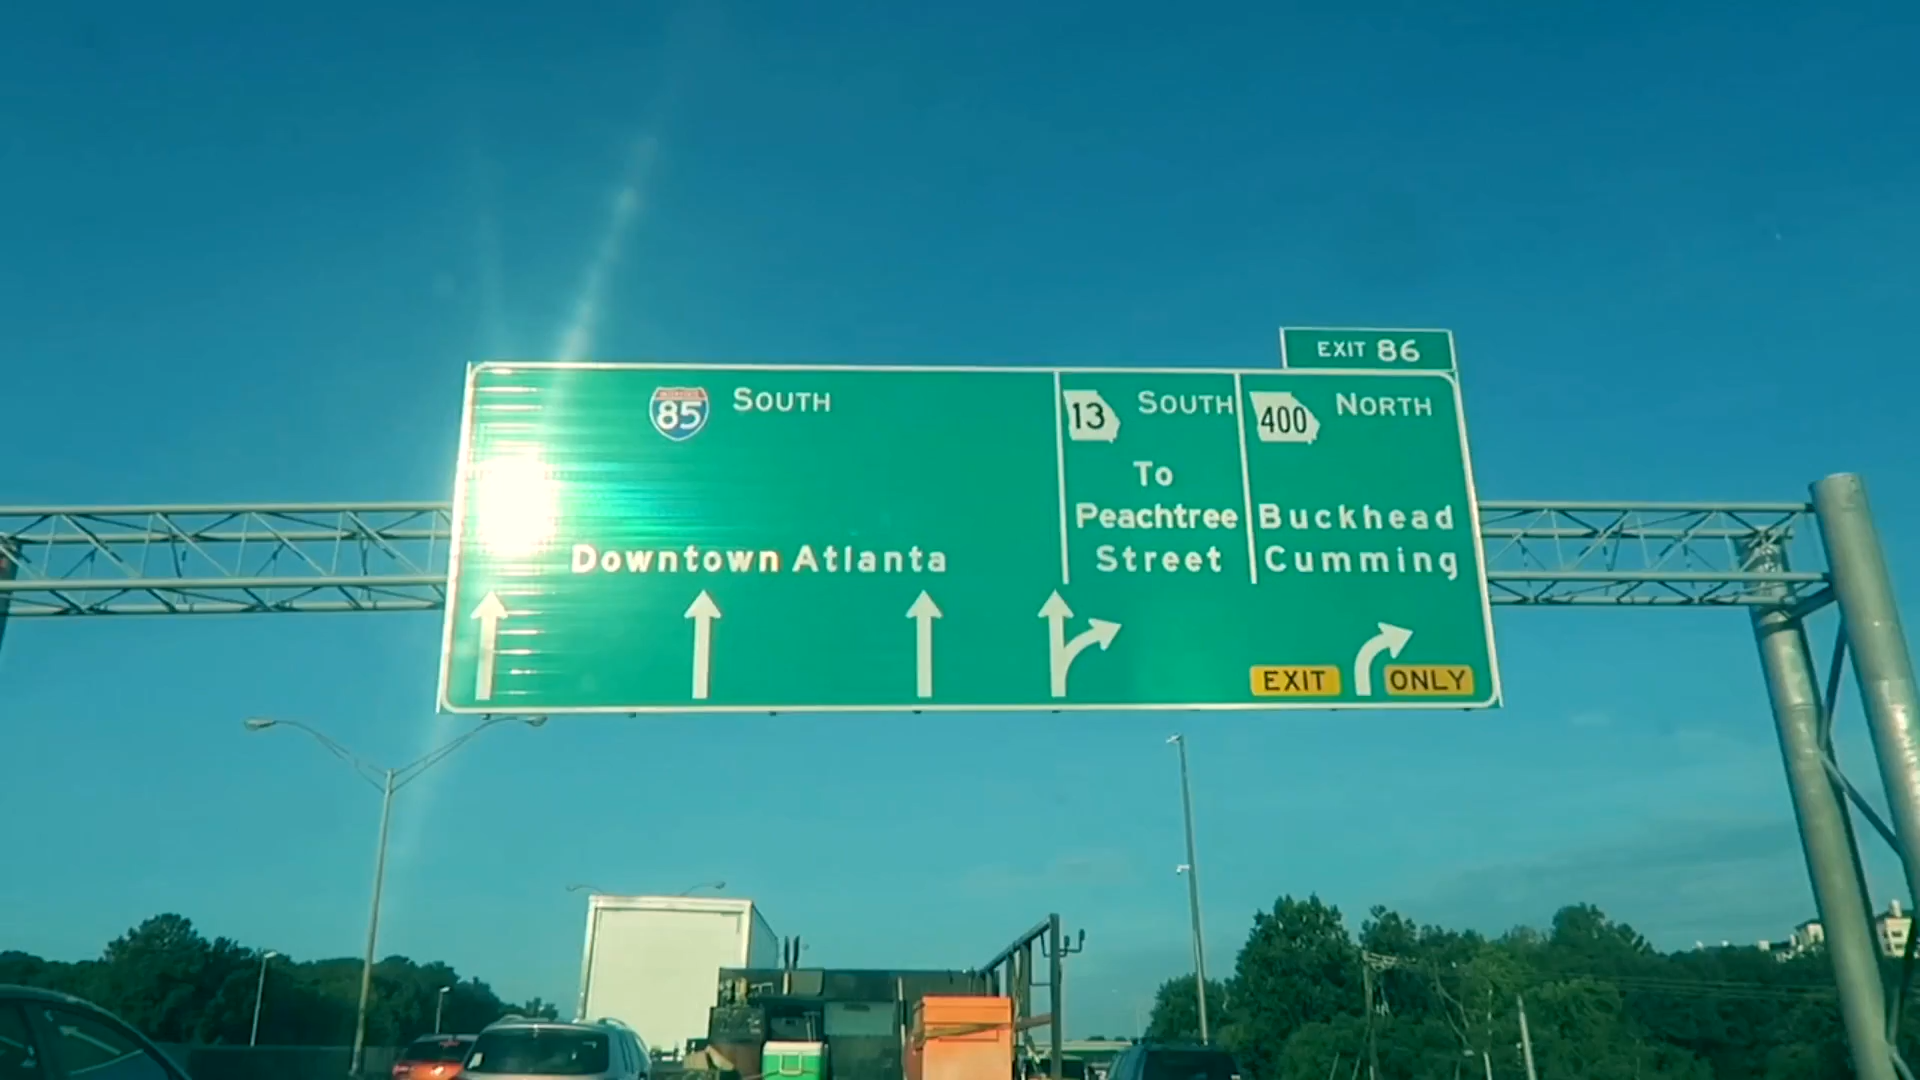 EXIT 86
85 SOUTH
Downtown Atlanta
13 SOUTH
To
Peachtree
Street
400 NORTH
Buckhead
Cumming
EXIT ONLY